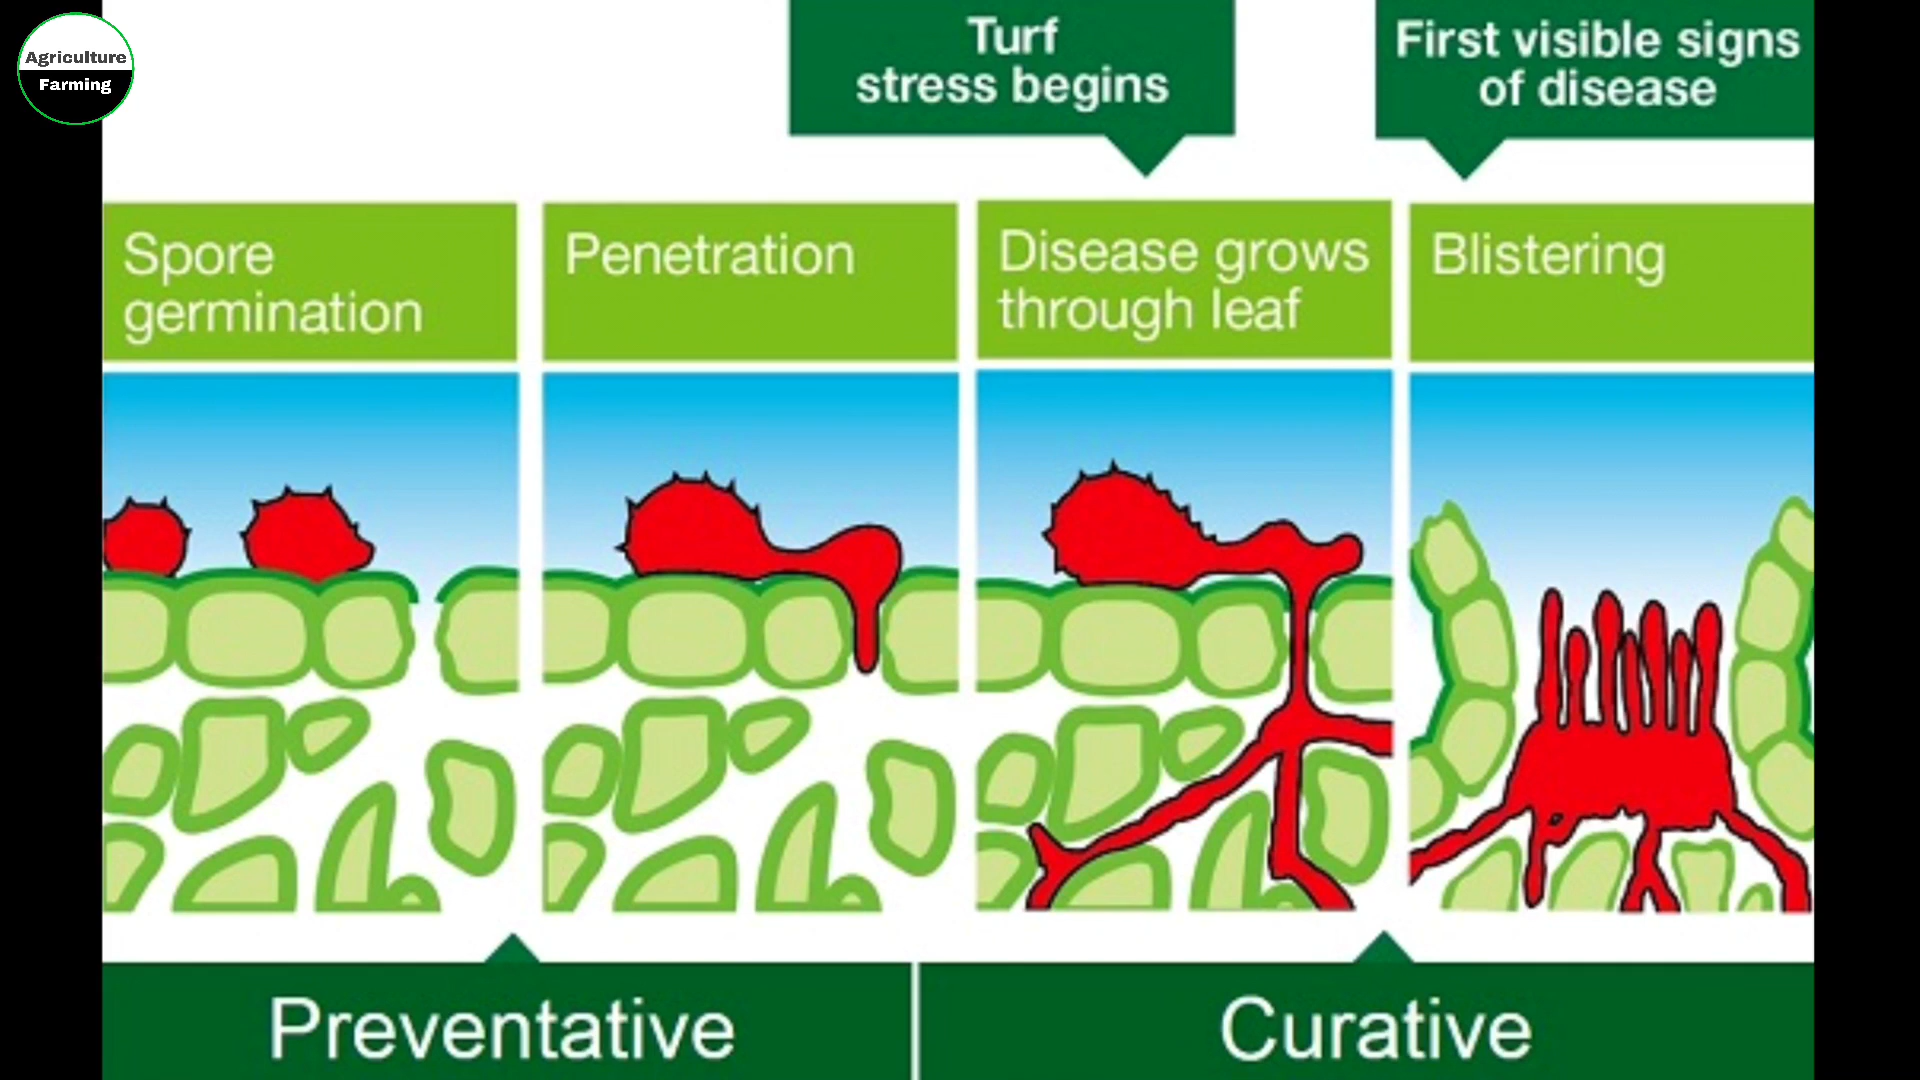 Agriculture
Farming
Turf
stress begins
First visible signs
of disease
Spore
germination
Penetration
Disease grows
through leaf
Blistering
Preventative
Curative